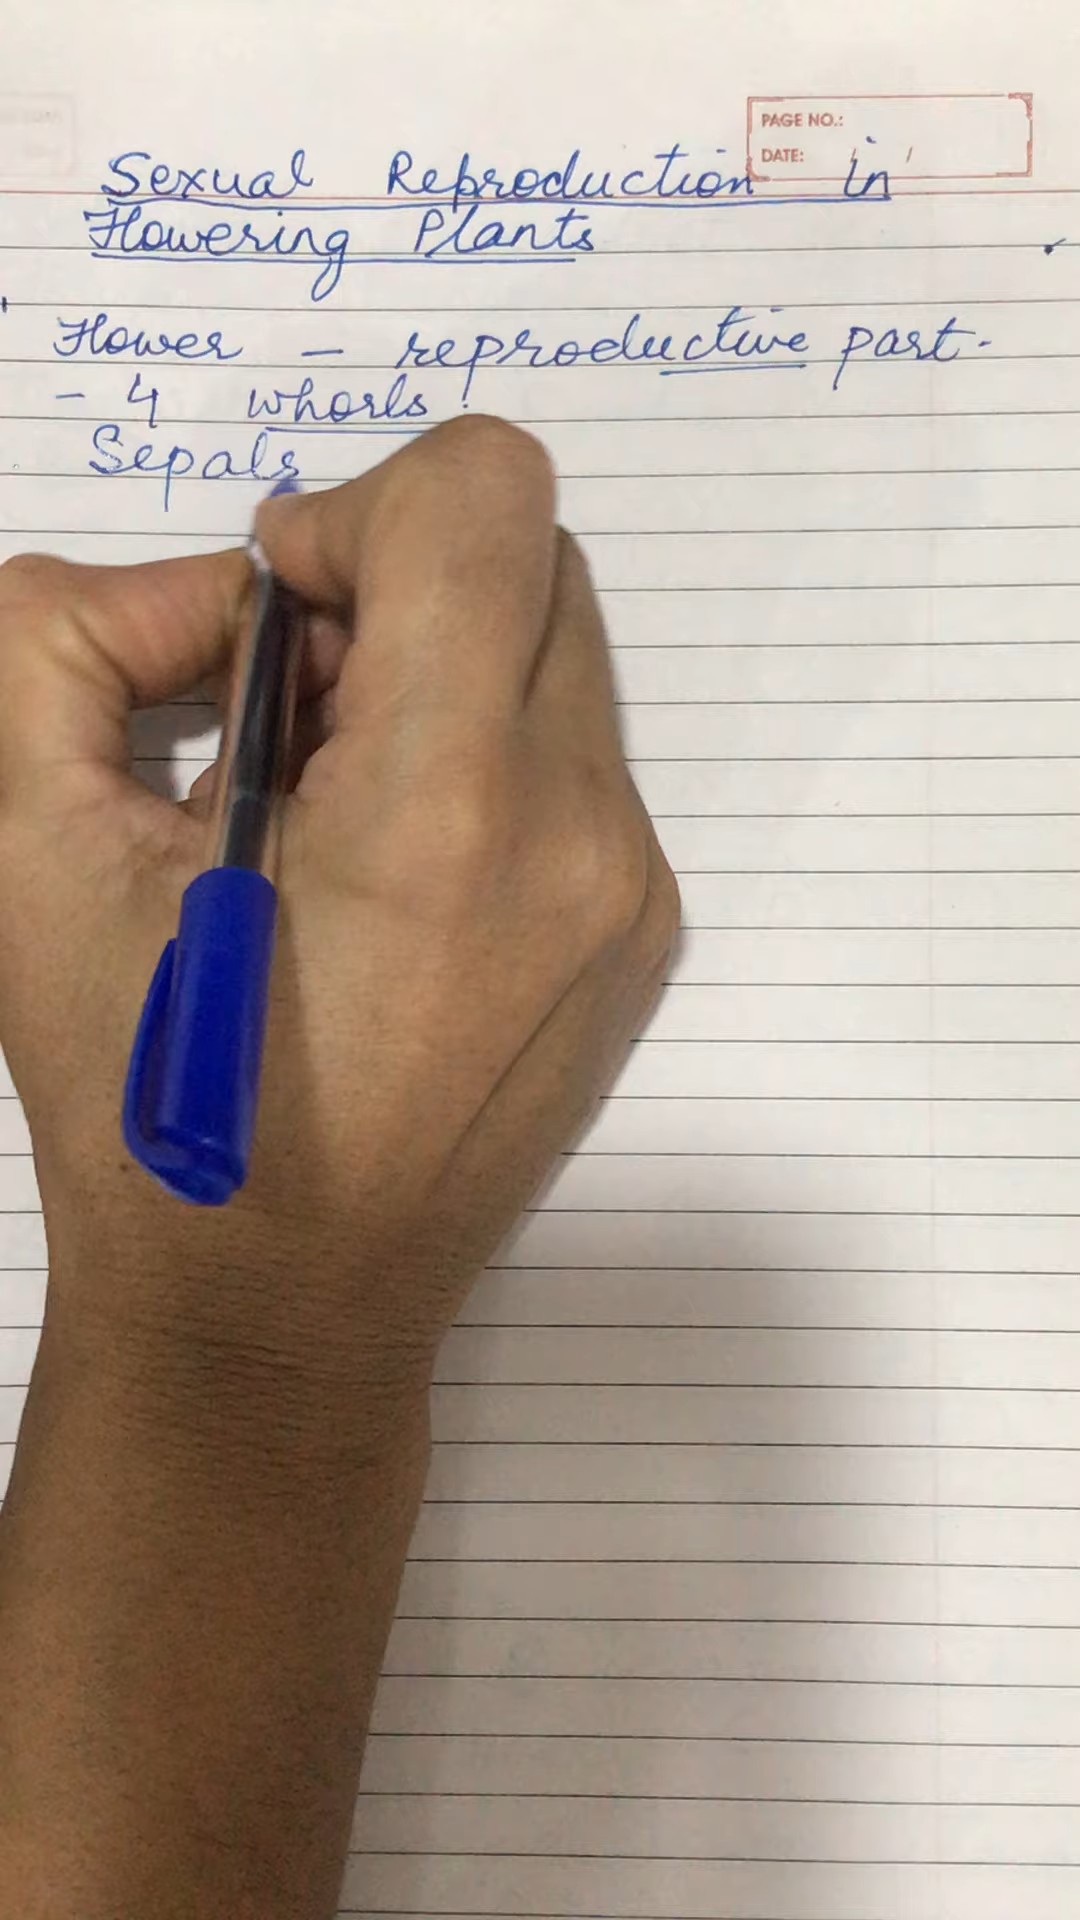 PAGE NO.:
DATE: / /
Sexual Reproduction in
Flowering Plants
Flower - reproductive part.
- 4 whorls :
Sepals